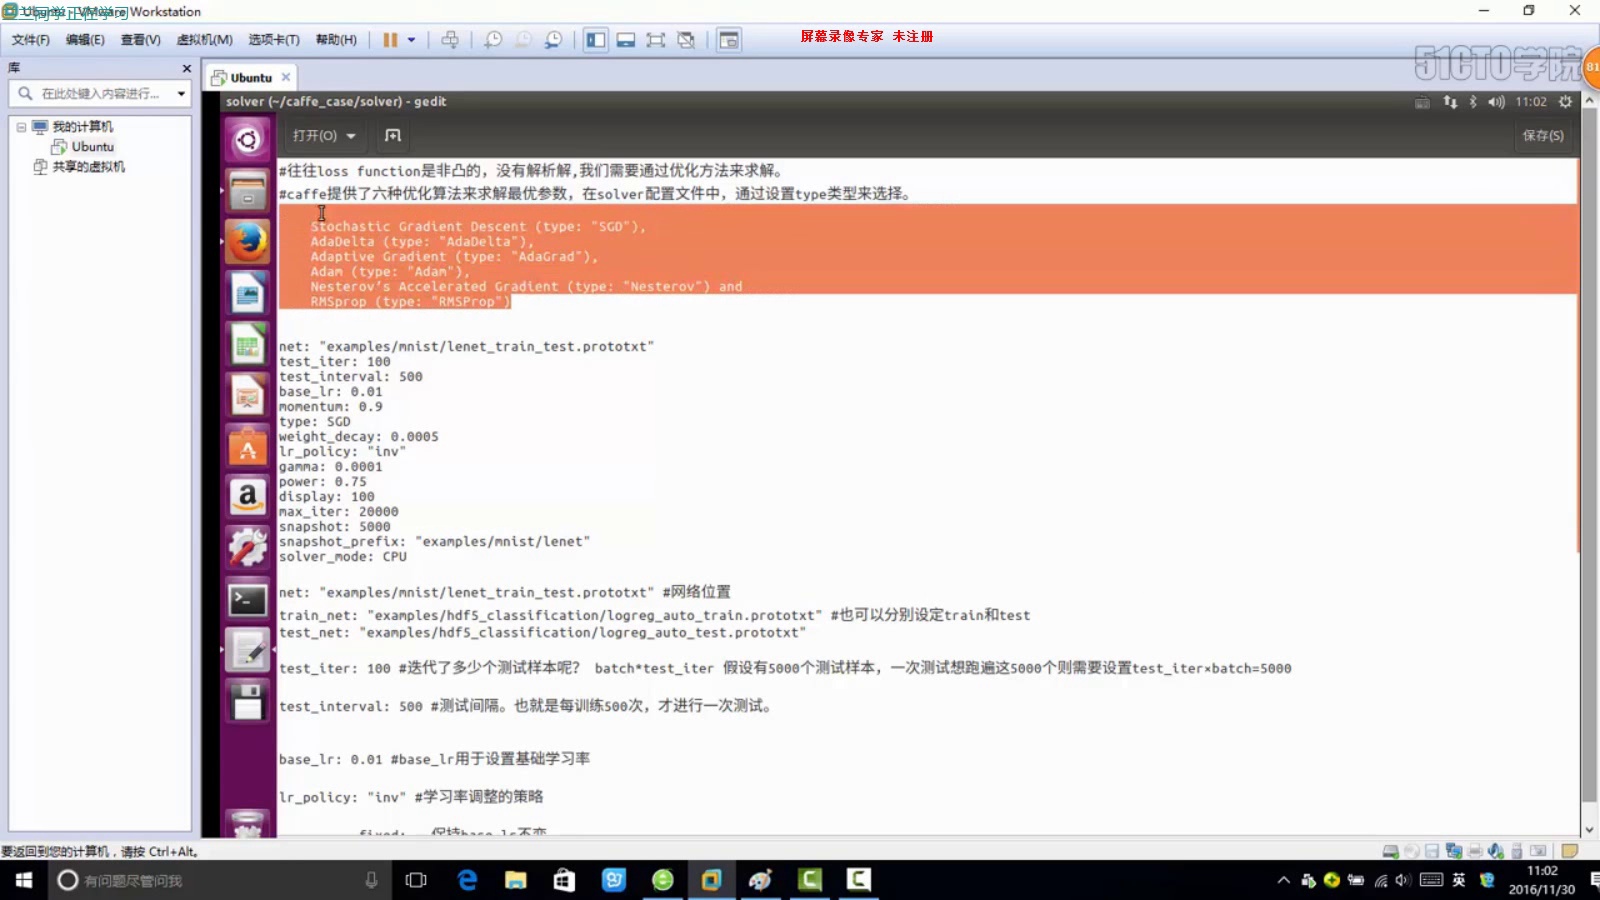 Ubuntu - VMware Workstation
文件(F) 编辑(E) 查看(V) 虚拟机(M) 选项卡(T) 帮助(H)
屏幕录像专家 未注册
51CTO学院
81
库
在此处键入内容进行...
我的计算机
Ubuntu
共享的虚拟机
Ubuntu
solver (~/caffe_case/solver) - gedit
11:02
打开(O)
保存(S)
#往往loss function是非凸的，没有解析解,我们需要通过优化方法来求解。
#caffe提供了六种优化算法来求解最优参数，在solver配置文件中，通过设置type类型来选择。
Stochastic Gradient Descent (type: "SGD"),
AdaDelta (type: "AdaDelta"),
Adaptive Gradient (type: "AdaGrad"),
Adam (type: "Adam"),
Nesterov’s Accelerated Gradient (type: "Nesterov") and
RMSprop (type: "RMSProp")
net: "examples/mnist/lenet_train_test.prototxt"
test_iter: 100
test_interval: 500
base_lr: 0.01
momentum: 0.9
type: SGD
weight_decay: 0.0005
lr_policy: "inv"
gamma: 0.0001
power: 0.75
display: 100
max_iter: 20000
snapshot: 5000
snapshot_prefix: "examples/mnist/lenet"
solver_mode: CPU
net: "examples/mnist/lenet_train_test.prototxt" #网络位置
train_net: "examples/hdf5_classification/logreg_auto_train.prototxt" #也可以分别设定train和test
test_net: "examples/hdf5_classification/logreg_auto_test.prototxt"
test_iter: 100 #迭代了多少个测试样本呢？ batch*test_iter 假设有5000个测试样本，一次测试想跑遍这5000个则需要设置test_iter×batch=5000
test_interval: 500 #测试间隔。也就是每训练500次，才进行一次测试。
base_lr: 0.01 #base_lr用于设置基础学习率
lr_policy: "inv" #学习率调整的策略
fixed: 保持base_lr不变
要返回到您的计算机，请按 Ctrl+Alt。
有问题尽管问我
英
11:02
2016/11/30